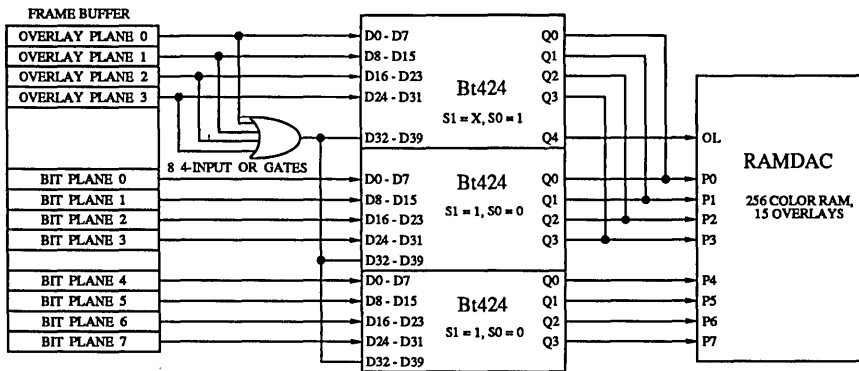 FRAME BUFFER
OVERLAY PLANE 0
OVERLAY PLANE 1
OVERLAY PLANE 2
OVERLAY PLANE 3
8 4-INPUT OR GATES
BIT PLANE 0
BIT PLANE 1
BIT PLANE 2
BIT PLANE 3
BIT PLANE 4
BIT PLANE 5
BIT PLANE 6
BIT PLANE 7
D0 - D7
D8 - D15
D16 - D23
D24 - D31
D32 - D39
Bt424
S1 = X, S0 = 1
Q0
Q1
Q2
Q3
Q4
D0 - D7
D8 - D15
D16 - D23
D24 - D31
D32 - D39
Bt424
S1 = 1, S0 = 0
Q0
Q1
Q2
Q3
D0 - D7
D8 - D15
D16 - D23
D24 - D31
D32 - D39
Bt424
S1 = 1, S0 = 0
Q0
Q1
Q2
Q3
OL
P0
P1
P2
P3
P4
P5
P6
P7
RAMDAC
256 COLOR RAM,
15 OVERLAYS